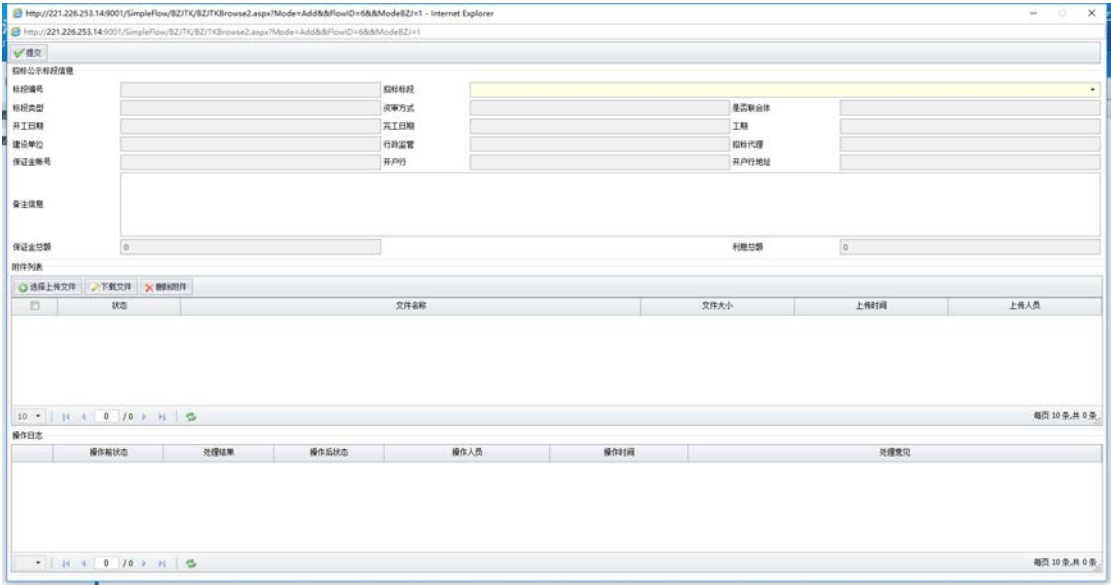 http://221.226.253.14:9001/SimpleFlow/BZJTK/BZJTKBrowse2.aspx?Mode=Add&&FlowID=6&&ModeBZJ=1 - Internet Explorer
http://221.226.253.14:9001/SimpleFlow/BZJTK/BZJTKBrowse2.aspx?Mode=Add&&FlowID=6&&ModeBZJ=1
提交
招标公示标段信息
标段编号 招标标段
标段类型 资审方式 是否联合体
开工日期 完工日期 工期
建设单位 行政监管 招标代理
保证金帐号 开户行 开户行地址
备注信息
保证金总额 0 利息总额 0
附件列表
选择上传文件 下载文件 删除附件
状态 文件名称 文件大小 上传时间 上传人员
10 0 /0 每页 10 条,共 0 条
操作日志
操作前状态 处理结果 操作后状态 操作人员 操作时间 处理意见
0 /0 每页 10 条,共 0 条